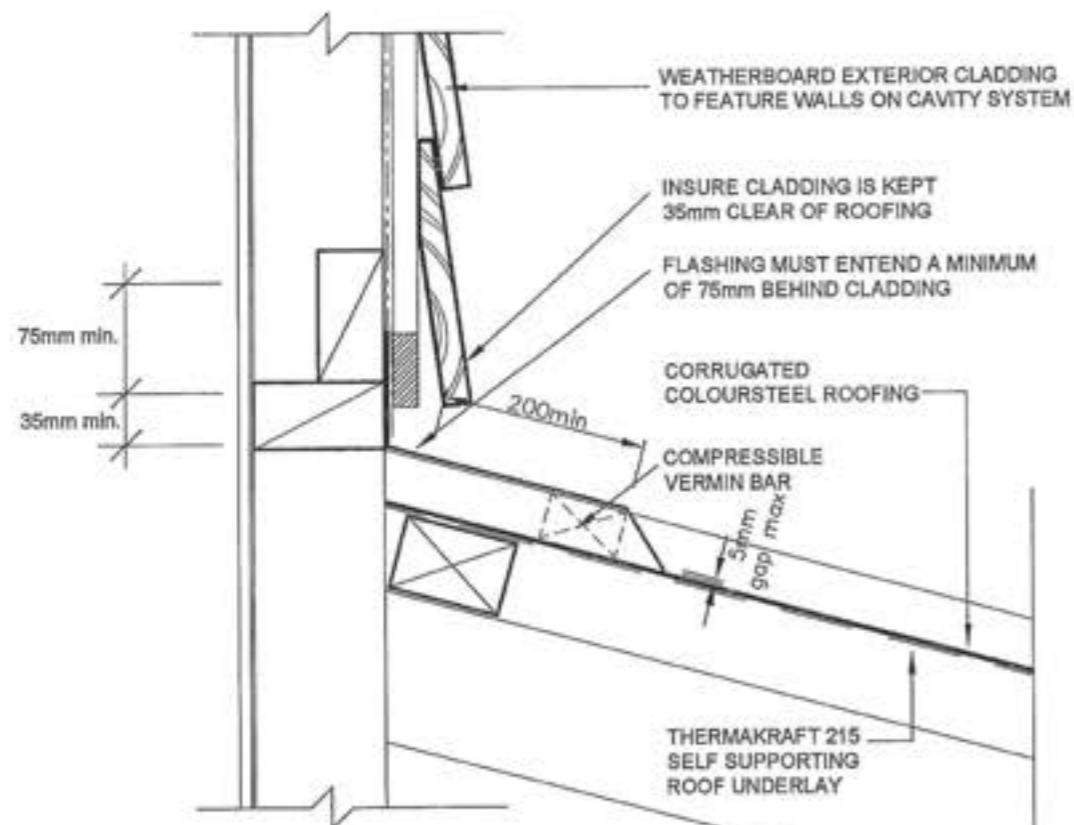 WEATHERBOARD EXTERIOR CLADDING
TO FEATURE WALLS ON CAVITY SYSTEM
INSURE CLADDING IS KEPT
35mm CLEAR OF ROOFING
FLASHING MUST ENTEND A MINIMUM
OF 75mm BEHIND CLADDING
75mm min.
35mm min.
CORRUGATED
COLOURSTEEL ROOFING
200min
COMPRESSIBLE
VERMIN BAR
5mm
gap max
THERMAKRAFT 215
SELF SUPPORTING
ROOF UNDERLAY